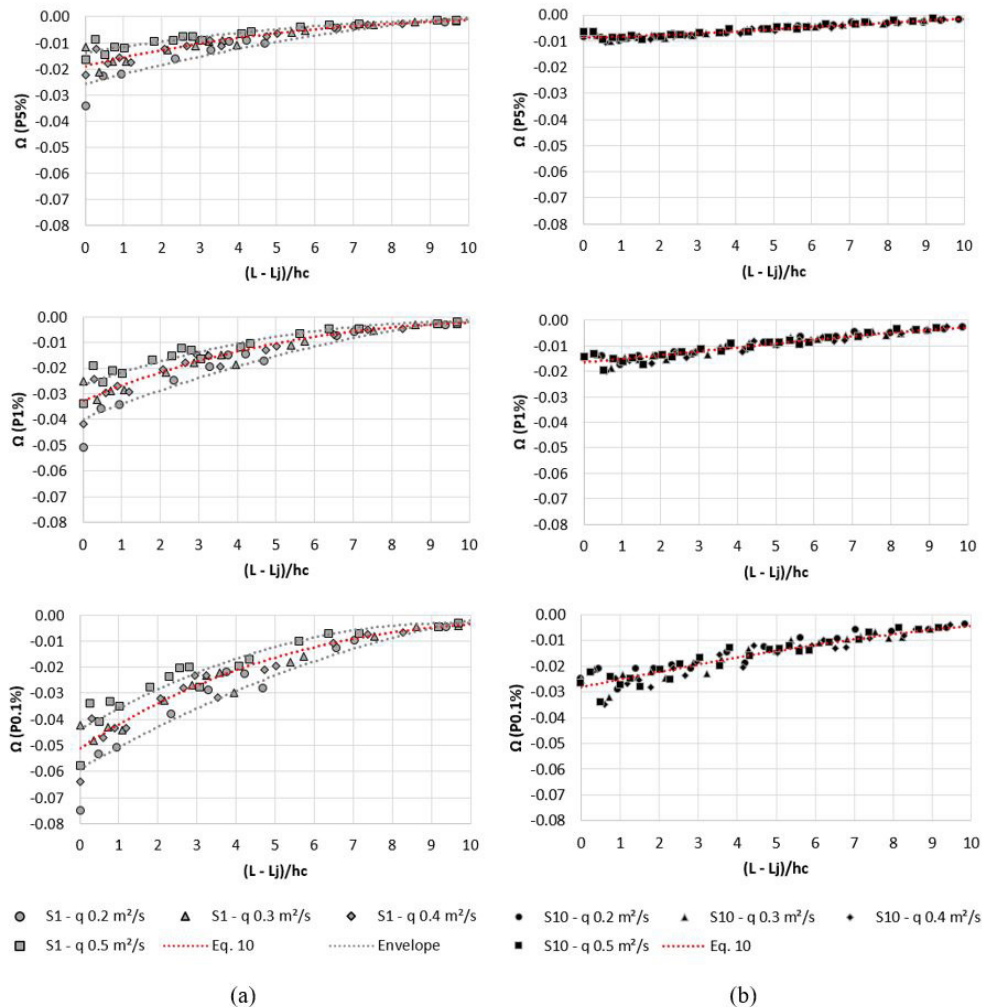 0.00
-0.01
-0.02
-0.03
-0.04
-0.05
-0.06
-0.07
-0.08
Ω (P5%)
0 1 2 3 4 5 6 7 8 9 10
(L - Lj)/hc
0.00
-0.01
-0.02
-0.03
-0.04
-0.05
-0.06
-0.07
-0.08
Ω (P5%)
0 1 2 3 4 5 6 7 8 9 10
(L - Lj)/hc
0.00
-0.01
-0.02
-0.03
-0.04
-0.05
-0.06
-0.07
-0.08
Ω (P1%)
0 1 2 3 4 5 6 7 8 9 10
(L - Lj)/hc
0.00
-0.01
-0.02
-0.03
-0.04
-0.05
-0.06
-0.07
-0.08
Ω (P1%)
0 1 2 3 4 5 6 7 8 9 10
(L - Lj)/hc
0.00
-0.01
-0.02
-0.03
-0.04
-0.05
-0.06
-0.07
-0.08
Ω (P0.1%)
0 1 2 3 4 5 6 7 8 9 10
(L - Lj)/hc
0.00
-0.01
-0.02
-0.03
-0.04
-0.05
-0.06
-0.07
-0.08
Ω (P0.1%)
0 1 2 3 4 5 6 7 8 9 10
(L - Lj)/hc
S1 - q 0.2 m²/s S1 - q 0.3 m²/s S1 - q 0.4 m²/s
S1 - q 0.5 m²/s Eq. 10 Envelope
S10 - q 0.2 m²/s S10 - q 0.3 m²/s S10 - q 0.4 m²/s
S10 - q 0.5 m²/s Eq. 10
(a) (b)